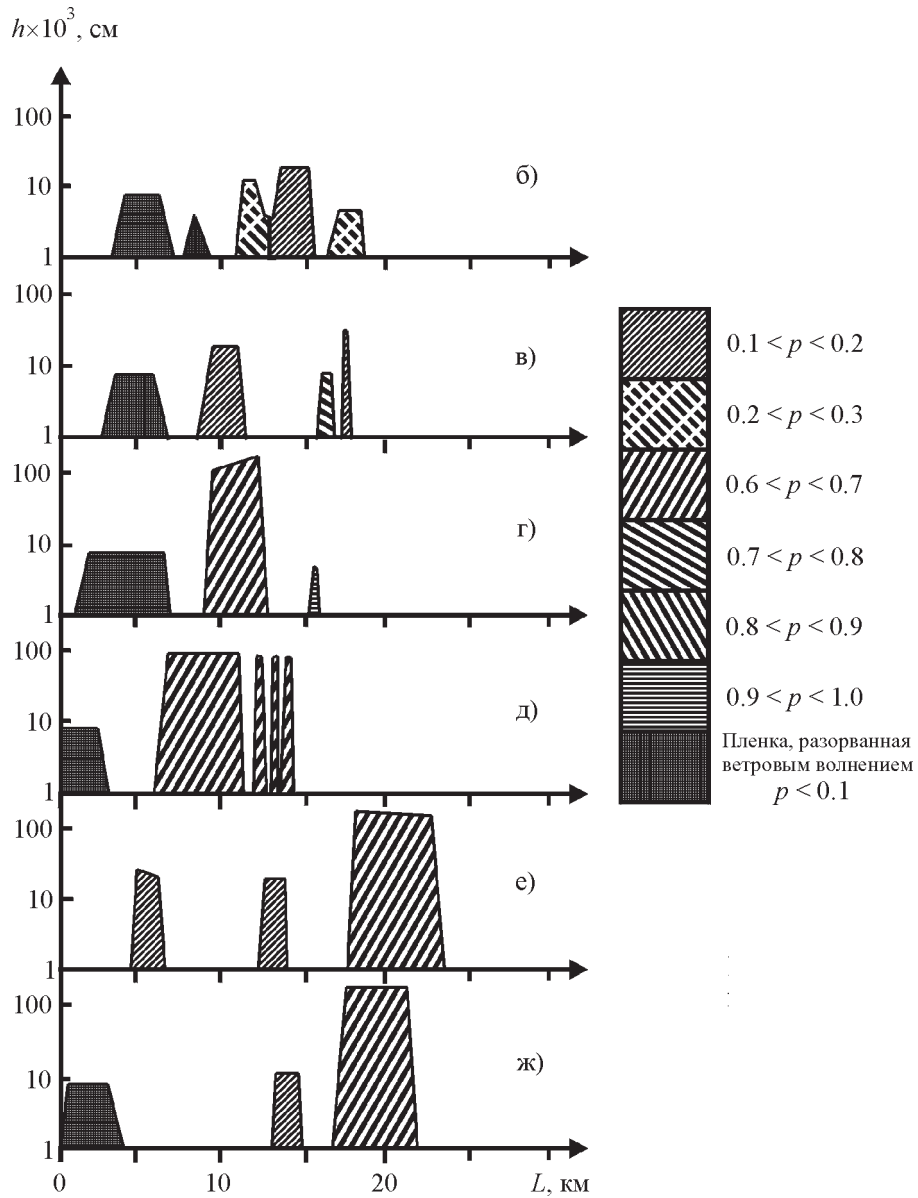 h×10³, см
100
10
1
б)
100
10
1
в)
100
10
1
г)
100
10
1
д)
100
10
1
е)
100
10
1
ж)
0
10
20
L, км
0.1 < p < 0.2
0.2 < p < 0.3
0.6 < p < 0.7
0.7 < p < 0.8
0.8 < p < 0.9
0.9 < p < 1.0
Пленка, разорванная
ветровым волнением
p < 0.1